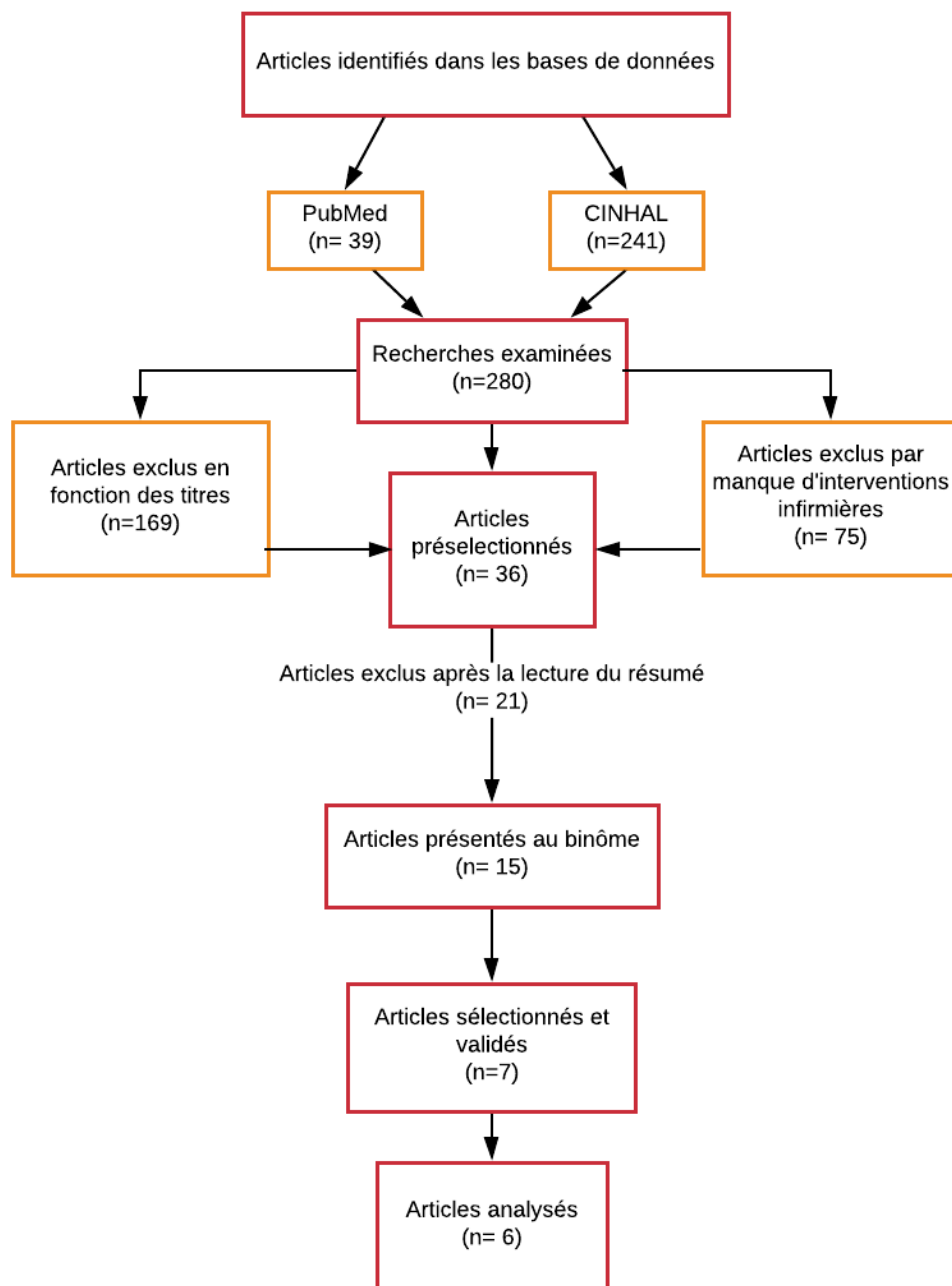 Articles identifiés dans les bases de données
PubMed
(n= 39)
CINHAL
(n=241)
Recherches examinées
(n=280)
Articles exclus en
fonction des titres
(n=169)
Articles
préselectionnés
(n= 36)
Articles exclus par
manque d'interventions
infirmières
(n= 75)
Articles exclus après la lecture du résumé
(n= 21)
Articles présentés au binôme
(n= 15)
Articles sélectionnés et
validés
(n=7)
Articles analysés
(n= 6)